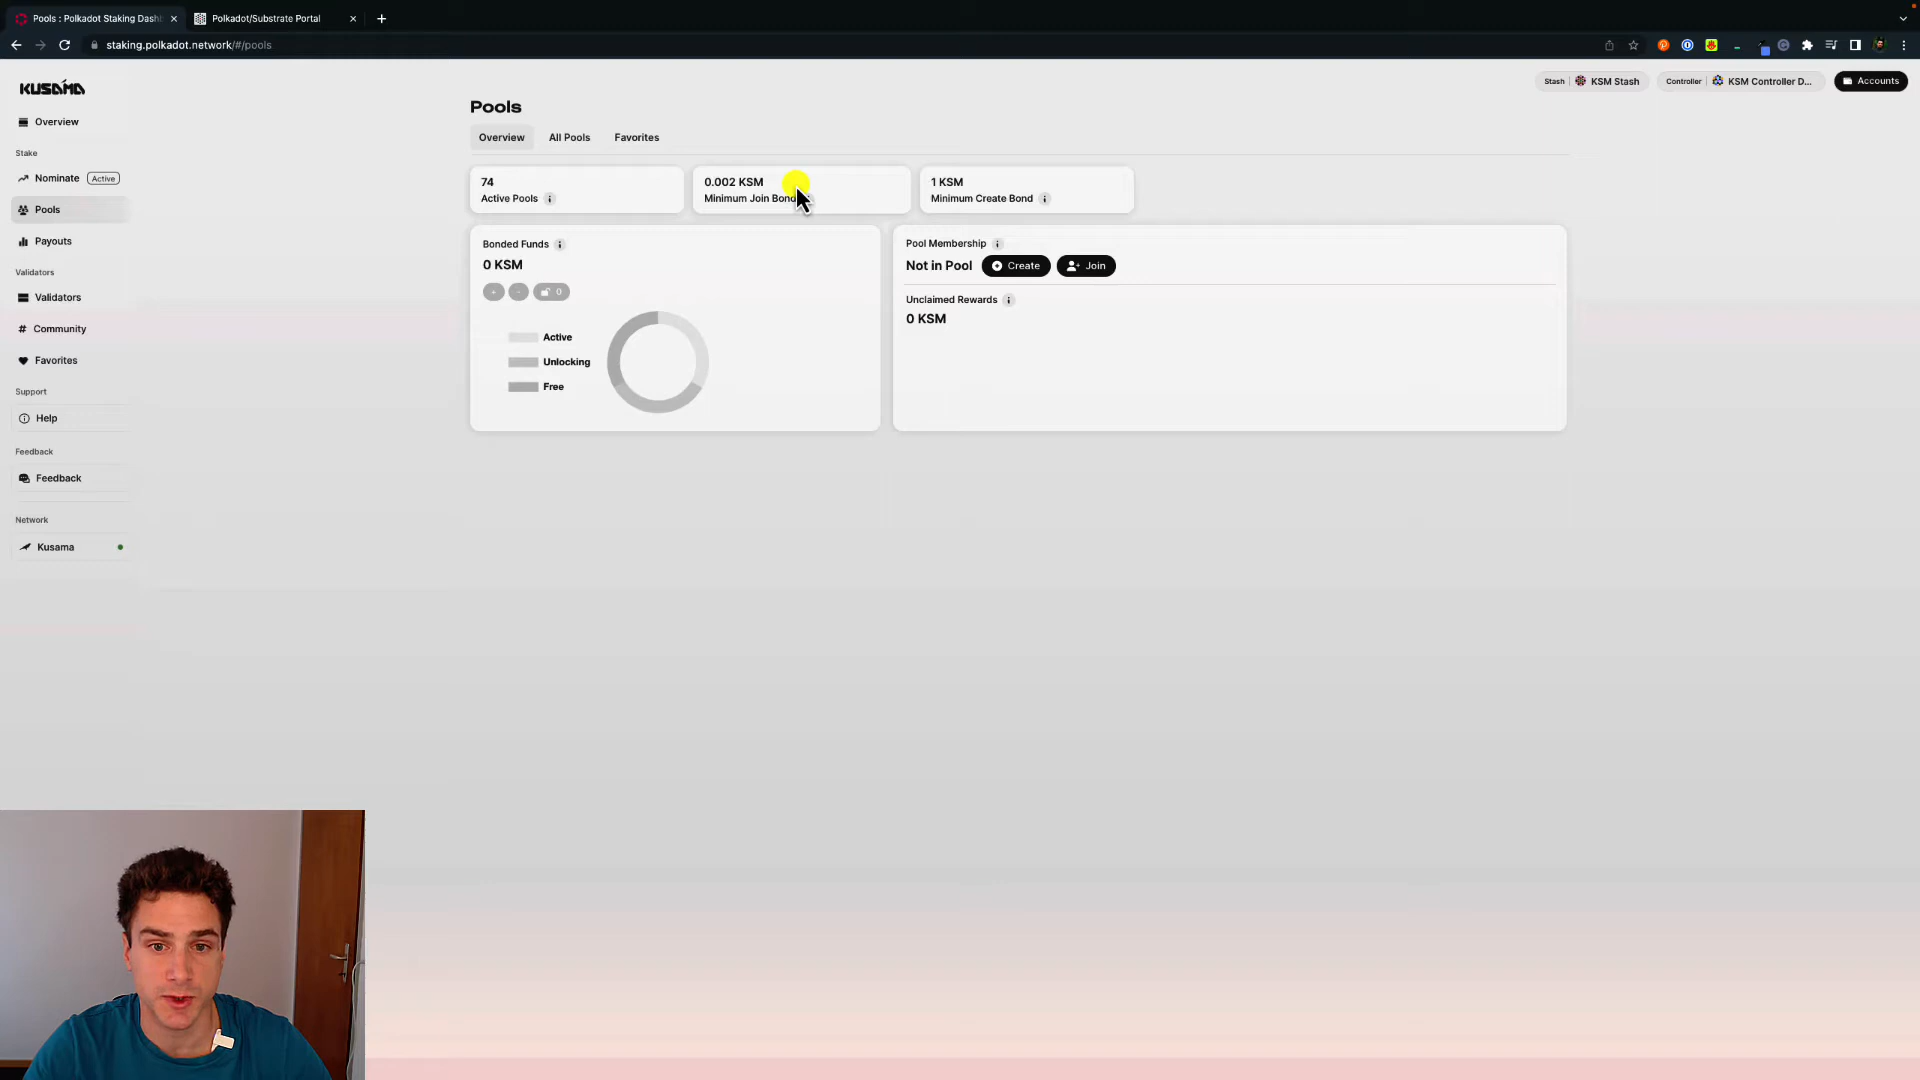 Pools : Polkadot Staking Dash
Polkadot/Substrate Portal
staking.polkadot.network/#/pools
KUSAMA
Stash
KSM Stash
Controller
KSM Controller D...
Accounts
Overview
Stake
Nominate
Active
Pools
Payouts
Validators
Validators
Community
Favorites
Support
Help
Feedback
Feedback
Network
Kusama
Pools
Overview
All Pools
Favorites
74
Active Pools
0.002 KSM
Minimum Join Bond
1 KSM
Minimum Create Bond
Bonded Funds
0 KSM
+
-
0
Active
Unlocking
Free
Pool Membership
Not in Pool
Create
Join
Unclaimed Rewards
0 KSM